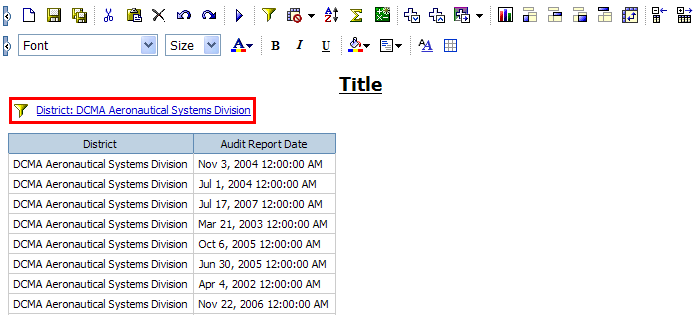 Font Size A B I U A A
Title
District: DCMA Aeronautical Systems Division
District Audit Report Date
DCMA Aeronautical Systems Division Nov 3, 2004 12:00:00 AM
DCMA Aeronautical Systems Division Jul 1, 2004 12:00:00 AM
DCMA Aeronautical Systems Division Jul 17, 2007 12:00:00 AM
DCMA Aeronautical Systems Division Mar 21, 2003 12:00:00 AM
DCMA Aeronautical Systems Division Oct 6, 2005 12:00:00 AM
DCMA Aeronautical Systems Division Jun 30, 2005 12:00:00 AM
DCMA Aeronautical Systems Division Apr 4, 2002 12:00:00 AM
DCMA Aeronautical Systems Division Nov 22, 2006 12:00:00 AM